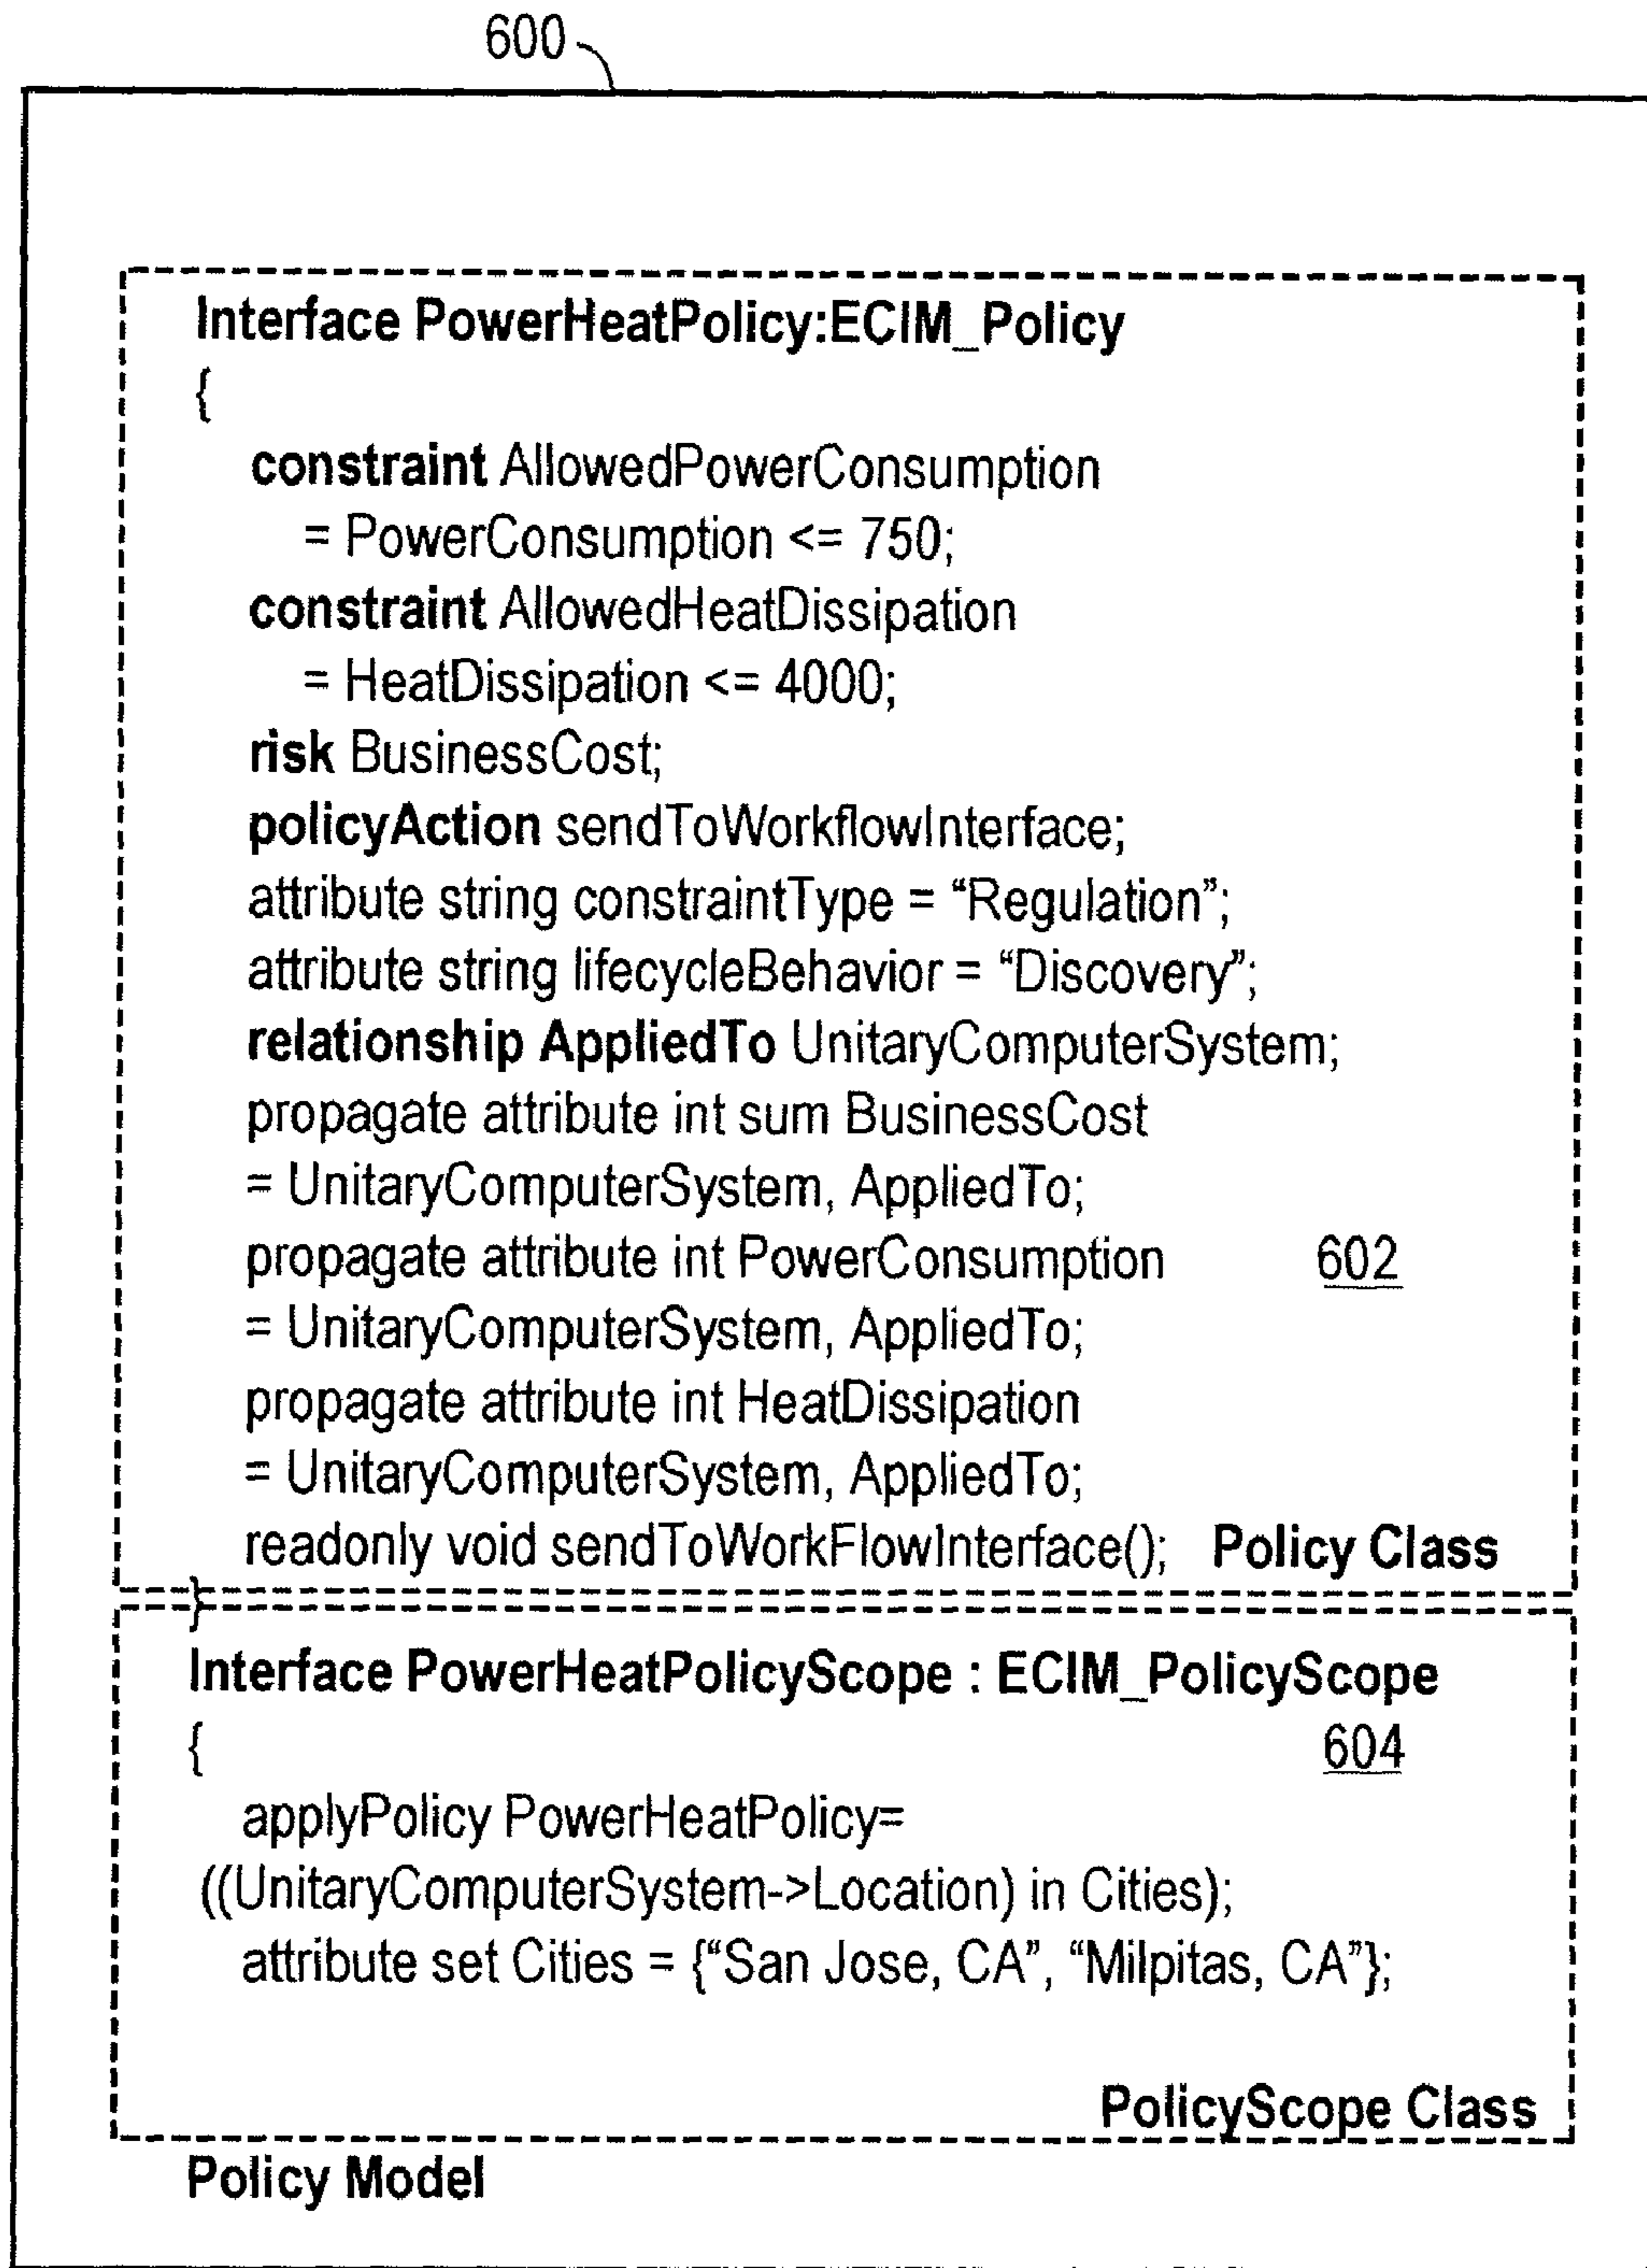 600
Interface PowerHeatPolicy:ECIM_Policy
{
constraint AllowedPowerConsumption
= PowerConsumption <= 750;
constraint AllowedHeatDissipation
= HeatDissipation <= 4000;
risk BusinessCost;
policyAction sendToWorkflowInterface;
attribute string constraintType = “Regulation”;
attribute string lifecycleBehavior = “Discovery”;
relationship AppliedTo UnitaryComputerSystem;
propagate attribute int sum BusinessCost
= UnitaryComputerSystem, AppliedTo;
propagate attribute int PowerConsumption 602
= UnitaryComputerSystem, AppliedTo;
propagate attribute int HeatDissipation
= UnitaryComputerSystem, AppliedTo;
readonly void sendToWorkFlowInterface(); Policy Class
}
Interface PowerHeatPolicyScope : ECIM_PolicyScope
{ 604
applyPolicy PowerHeatPolicy=
((UnitaryComputerSystem->Location) in Cities);
attribute set Cities = {“San Jose, CA”, “Milpitas, CA”};
PolicyScope Class
Policy Model